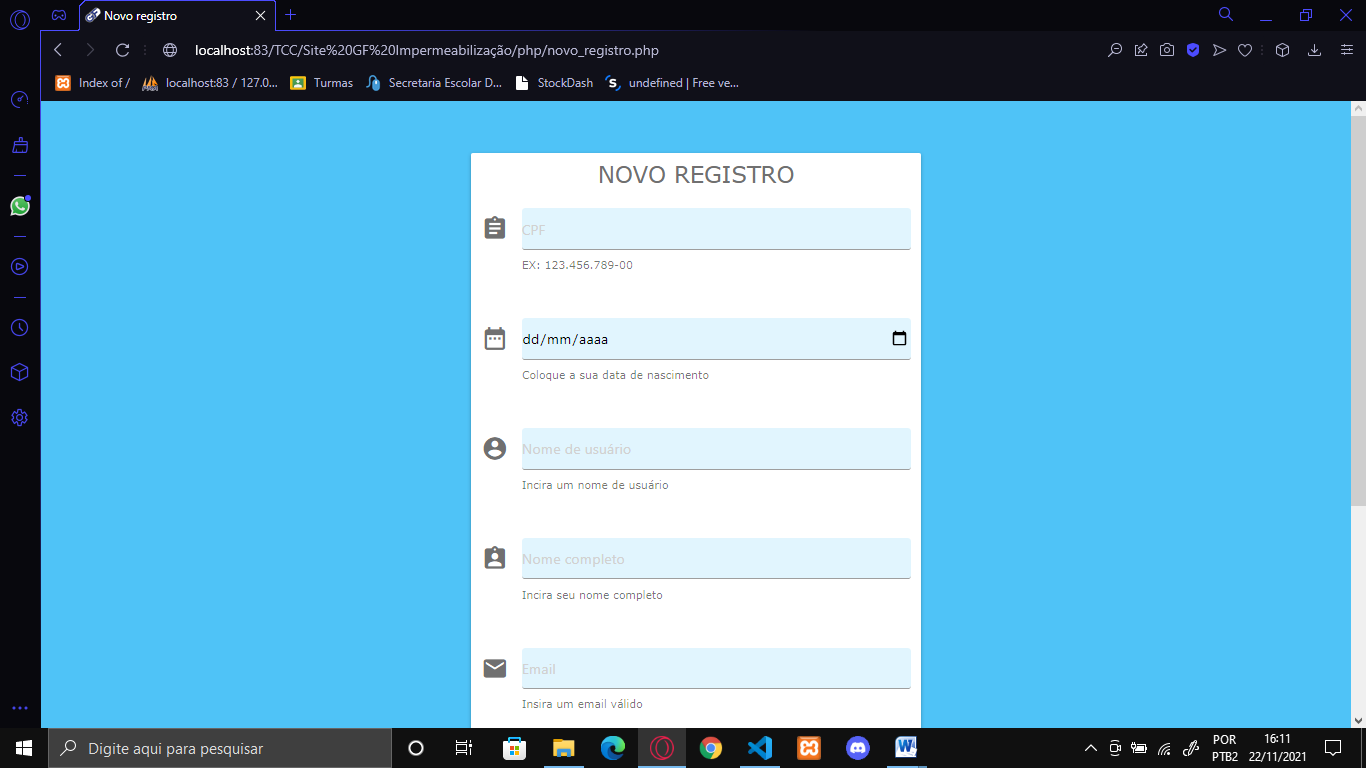 Novo registro
localhost:83/TCC/Site%20GF%20Impermeabilização/php/novo_registro.php
Index of /
localhost:83 / 127.0...
Turmas
Secretaria Escolar D...
StockDash
undefined | Free ve...
NOVO REGISTRO
CPF
EX: 123.456.789-00
dd/mm/aaaa
Coloque a sua data de nascimento
Nome de usuário
Incira um nome de usuário
Nome completo
Incira seu nome completo
Email
Insira um email válido
Digite aqui para pesquisar
POR
PTB2
16:11
22/11/2021